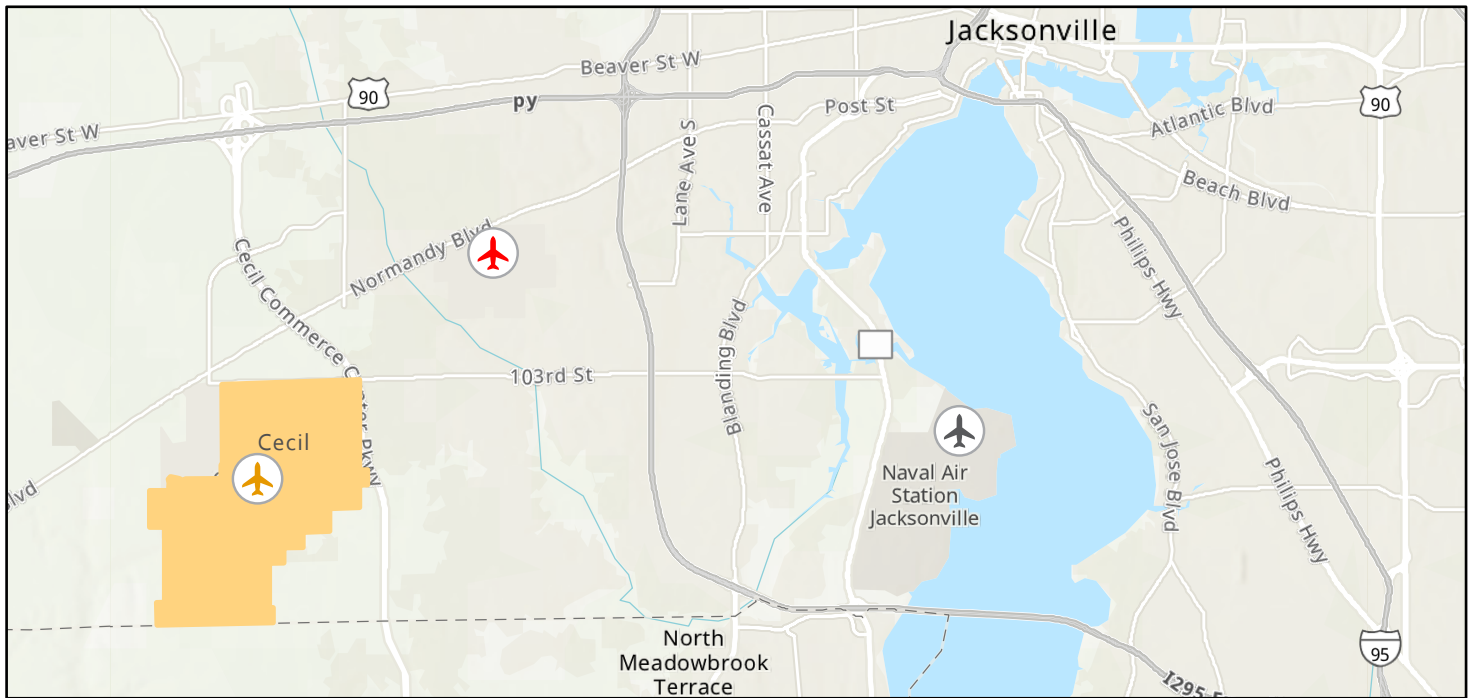 Jacksonville
Beaver St W
90
py
Post St
90
Atlantic Blvd
aver St W
Lane Ave S
Cassat Ave
Beach Blvd
Normandy Blvd
Philips Hwy
Cecil Commerce C
ter Pkwy
Blanding Blvd
103rd St
San Jose Blvd
Cecil
Naval Air
Station
Jacksonville
Philips Hwy
lvd
North
Meadowbrook
Terrace
95
I295